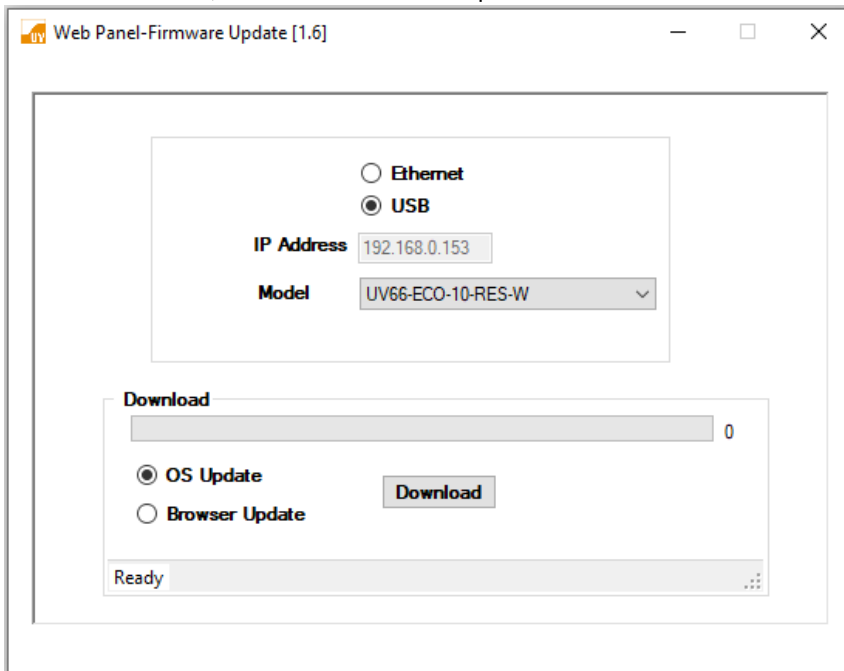 UV Web Panel-Firmware Update [1.6]
Ethernet
USB
IP Address 192.168.0.153
Model UV66-ECO-10-RES-W
Download
0
OS Update
Download
Browser Update
Ready